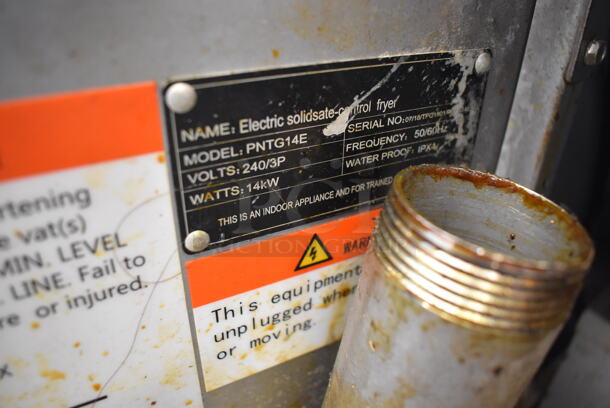 NAME: Electric solidsate-control fryer
MODEL: PNTG14E
VOLTS: 240/3P
WATTS: 14kW
SERIAL NO:
FREQUENCY: 50/60Hz
WATER PROOF: IPX4
THIS IS AN INDOOR APPLIANCE AND FOR TRAINED
This equipment
unplugged when
or moving.
rtening
e vat(s)
MIN. LEVEL
LINE. Fail to
re or injured.